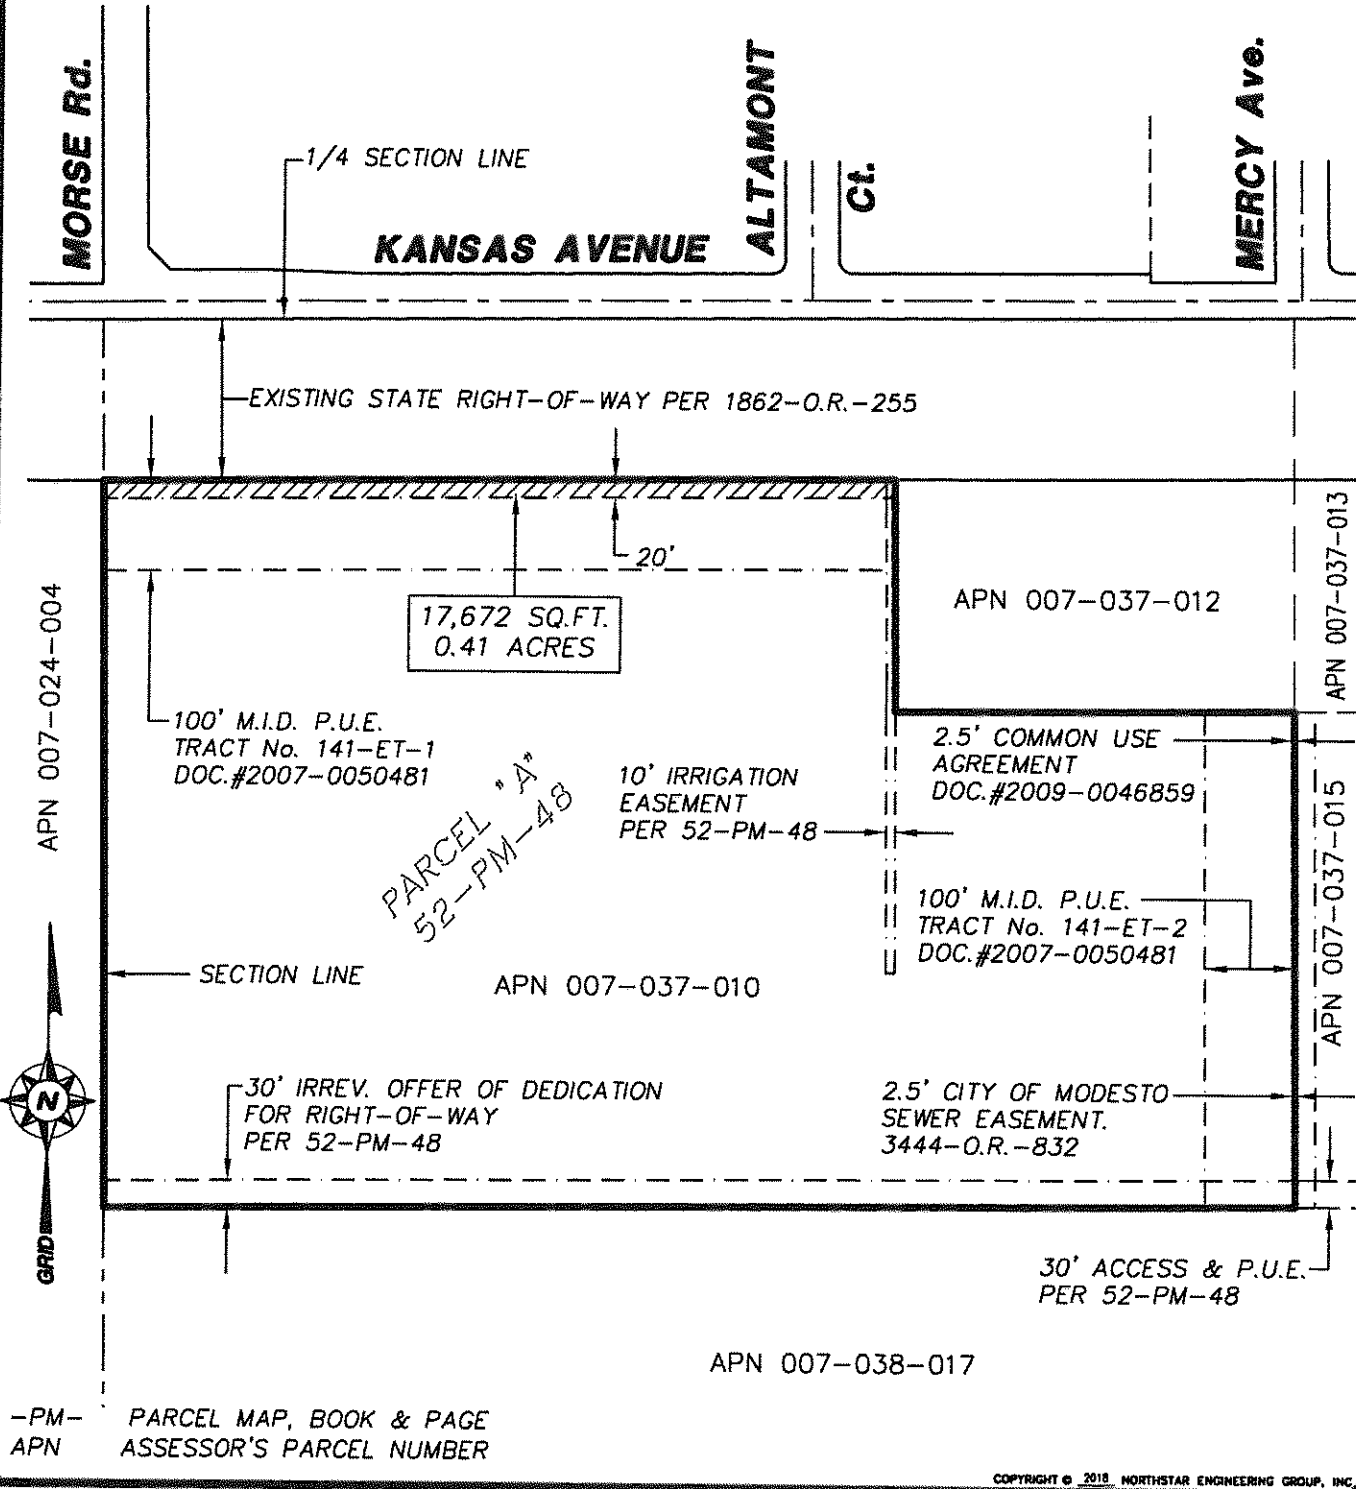 MORSE Rd.
ALTAMONT
Ct.
MERCY Ave.
1/4 SECTION LINE
KANSAS AVENUE
EXISTING STATE RIGHT-OF-WAY PER 1862-O.R.-255
20'
17,672 SQ.FT.
0.41 ACRES
APN 007-037-012
APN 007-037-013
APN 007-024-004
100' M.I.D. P.U.E.
TRACT No. 141-ET-1
DOC.#2007-0050481
PARCEL "A"
52-PM-48
10' IRRIGATION
EASEMENT
PER 52-PM-48
2.5' COMMON USE
AGREEMENT
DOC.#2009-0046859
100' M.I.D. P.U.E.
TRACT No. 141-ET-2
DOC.#2007-0050481
APN 007-037-015
SECTION LINE
APN 007-037-010
30' IRREV. OFFER OF DEDICATION
FOR RIGHT-OF-WAY
PER 52-PM-48
2.5' CITY OF MODESTO
SEWER EASEMENT.
3444-O.R.-832
N
GRID
30' ACCESS & P.U.E.
PER 52-PM-48
APN 007-038-017
-PM- PARCEL MAP, BOOK & PAGE
APN ASSESSOR'S PARCEL NUMBER
COPYRIGHT © 2018 NORTHSTAR ENGINEERING GROUP, INC.